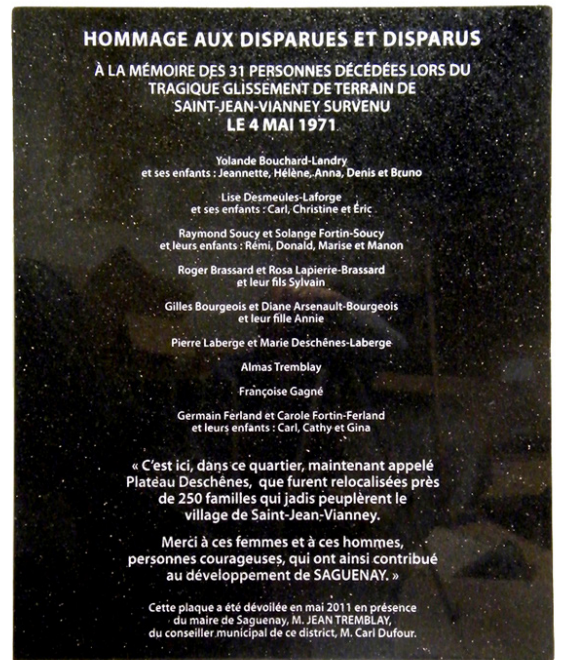 HOMMAGE AUX DISPARUES ET DISPARUS
À LA MÉMOIRE DES 31 PERSONNES DÉCÉDÉES LORS DU
TRAGIQUE GLISSEMENT DE TERRAIN DE
SAINT-JEAN-VIANNEY SURVENU
LE 4 MAI 1971
Yolande Bouchard-Landry
et ses enfants : Jeannette, Hélène, Anna, Denis et Bruno
Lise Desmeules-Laforge
et ses enfants : Carl, Christine et Éric
Raymond Soucy et Solange Fortin-Soucy
et leurs enfants : Rémi, Donald, Marise et Manon
Roger Brassard et Rosa Lapierre-Brassard
et leur fils Sylvain
Gilles Bourgeois et Diane Arsenault-Bourgeois
et leur fille Annie
Pierre Laberge et Marie Deschênes-Laberge
Almas Tremblay
Françoise Gagné
Germain Ferland et Carole Fortin-Ferland
et leurs enfants : Carl, Cathy et Gina
« C'est ici, dans ce quartier, maintenant appelé
Plateau Deschênes, que furent relocalisées près
de 250 familles qui jadis peuplèrent le
village de Saint-Jean-Vianney.
Merci à ces femmes et à ces hommes,
personnes courageuses, qui ont ainsi contribué
au développement de SAGUENAY. »
Cette plaque a été dévoilée en mai 2011 en présence
du maire de Saguenay, M. JEAN TREMBLAY,
du conseiller municipal de ce district, M. Carl Dufour.